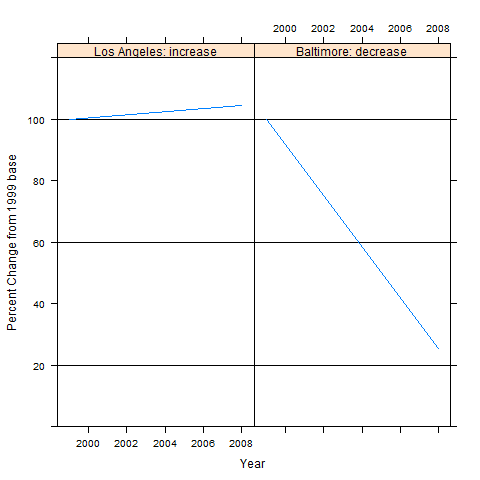 2000 2002 2004 2006 2008
Los Angeles: increase
Baltimore: decrease
100
80
60
40
20
Percent Change from 1999 base
2000 2002 2004 2006 2008
Year